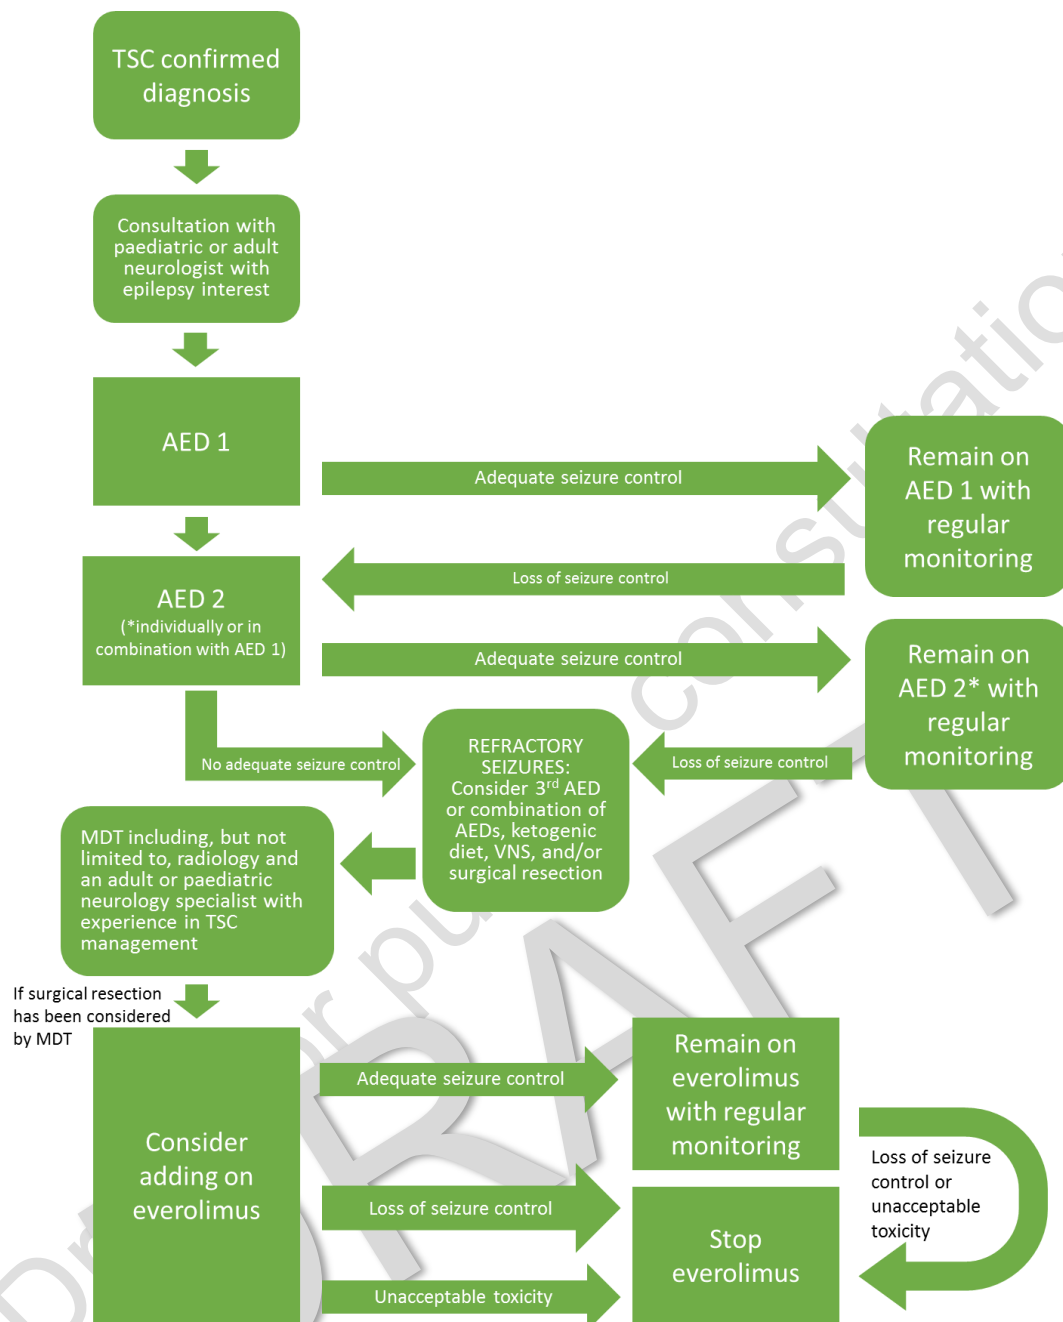 TSC confirmed
diagnosis
Consultation with
paediatric or adult
neurologist with
epilepsy interest
AED 1
Adequate seizure control
Remain on
AED 1 with
regular
monitoring
Loss of seizure control
AED 2
(*individually or in
combination with AED 1)
Adequate seizure control
Remain on
AED 2* with
regular
monitoring
No adequate seizure control
REFRACTORY
SEIZURES:
Consider 3rd AED
or combination of
AEDs, ketogenic
diet, VNS, and/or
surgical resection
Loss of seizure control
MDT including, but not
limited to, radiology and
an adult or paediatric
neurology specialist with
experience in TSC
management
If surgical resection
has been considered
by MDT
Consider
adding on
everolimus
Adequate seizure control
Remain on
everolimus
with regular
monitoring
Loss of seizure control
Unacceptable toxicity
Stop
everolimus
Loss of seizure
control or
unacceptable
toxicity
DRAFT